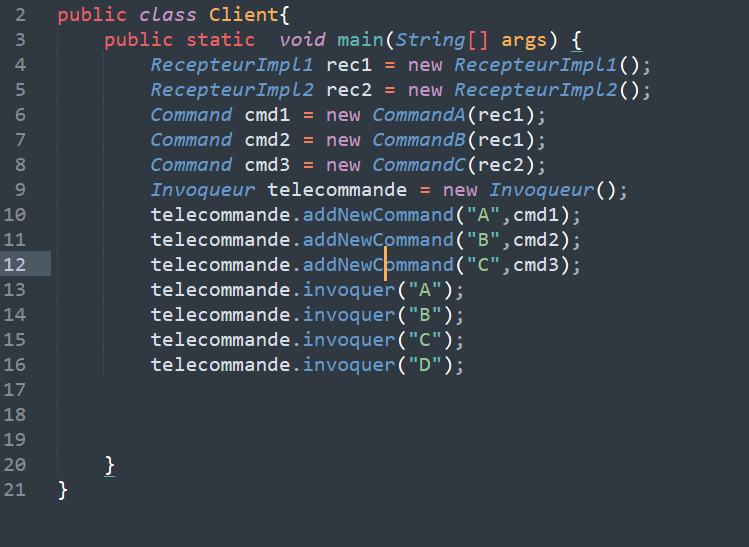 2 public class Client{
3     public static  void main(String[] args) {
4         RecepteurImpl1 rec1 = new RecepteurImpl1();
5         RecepteurImpl2 rec2 = new RecepteurImpl2();
6         Command cmd1 = new CommandA(rec1);
7         Command cmd2 = new CommandB(rec1);
8         Command cmd3 = new CommandC(rec2);
9         Invoqueur telecommande = new Invoqueur();
10         telecommande.addNewCommand("A",cmd1);
11         telecommande.addNewCommand("B",cmd2);
12         telecommande.addNewCommand("C",cmd3);
13         telecommande.invoquer("A");
14         telecommande.invoquer("B");
15         telecommande.invoquer("C");
16         telecommande.invoquer("D");
17
18
19
20     }
21 }